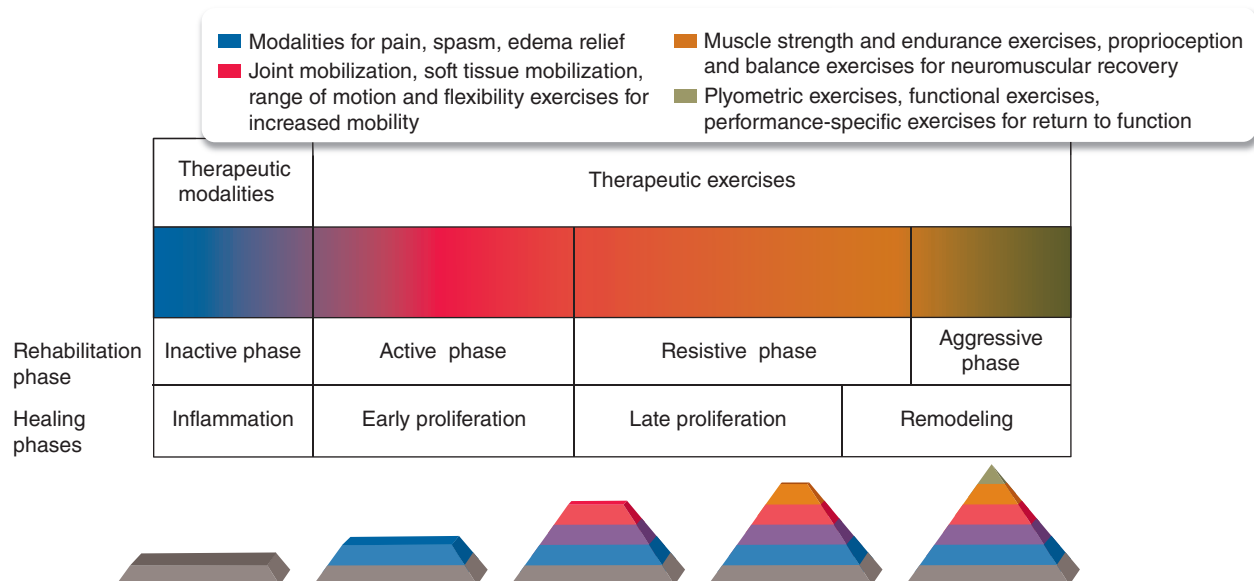 Modalities for pain, spasm, edema relief
Joint mobilization, soft tissue mobilization,
range of motion and flexibility exercises for
increased mobility
Muscle strength and endurance exercises, proprioception
and balance exercises for neuromuscular recovery
Plyometric exercises, functional exercises,
performance-specific exercises for return to function
Therapeutic
modalities
Therapeutic exercises
Rehabilitation
phase
Inactive phase
Active phase
Resistive phase
Aggressive
phase
Healing
phases
Inflammation
Early proliferation
Late proliferation
Remodeling